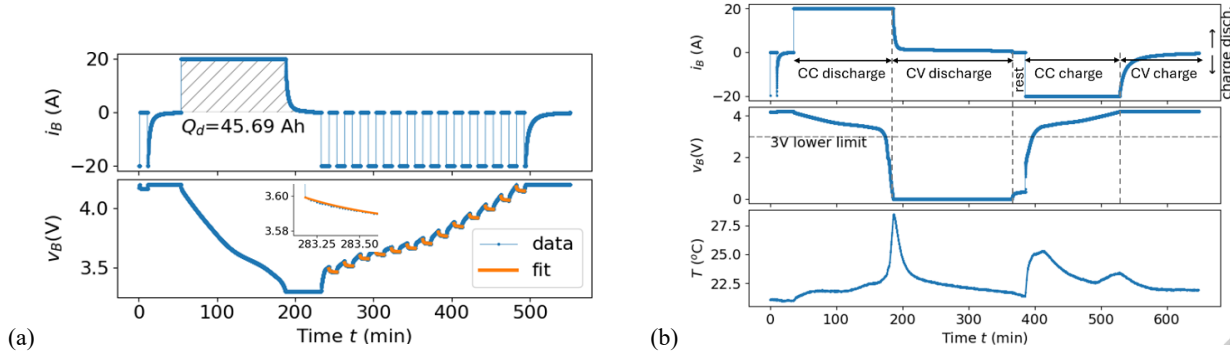 20
0
−20
i_B (A)
Q_d=45.69 Ah
4.0
3.5
v_B(V)
3.60
3.58
283.25 283.50
data
fit
0 100 200 300 400 500
Time t (min)
(a)
20
0
−20
i_B (A)
CC discharge
CV discharge
rest
CC charge
CV charge
charge disch.
4
2
0
v_B(V)
3V lower limit
27.5
25.0
22.5
T (°C)
0 100 200 300 400 500 600
Time t (min)
(b)